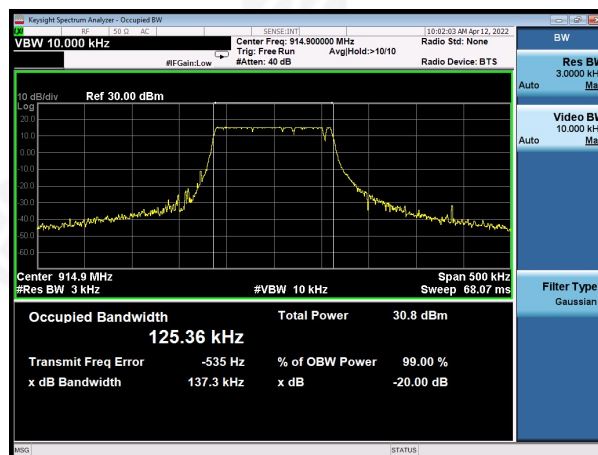 Keysight Spectrum Analyzer - Occupied BW
LXI RF 50 Ω AC SENSE:INT 10:02:03 AM Apr 12, 2022
VBW 10.000 kHz Center Freq: 914.900000 MHz Radio Std: None
Trig: Free Run Avg|Hold:>10/10
#IFGain:Low #Atten: 40 dB Radio Device: BTS
10 dB/div Ref 30.00 dBm
Log
20.0
10.0
0.00
-10.0
-20.0
-30.0
-40.0
-50.0
-60.0
Center 914.9 MHz Span 500 kHz
#Res BW 3 kHz #VBW 10 kHz Sweep 68.07 ms
Occupied Bandwidth Total Power 30.8 dBm
125.36 kHz
Transmit Freq Error -535 Hz % of OBW Power 99.00 %
x dB Bandwidth 137.3 kHz x dB -20.00 dB
MSG STATUS
BW
Res BW
3.0000 kHz
Auto Ma
Video BW
10.000 kHz
Auto Ma
Filter Type
Gaussian